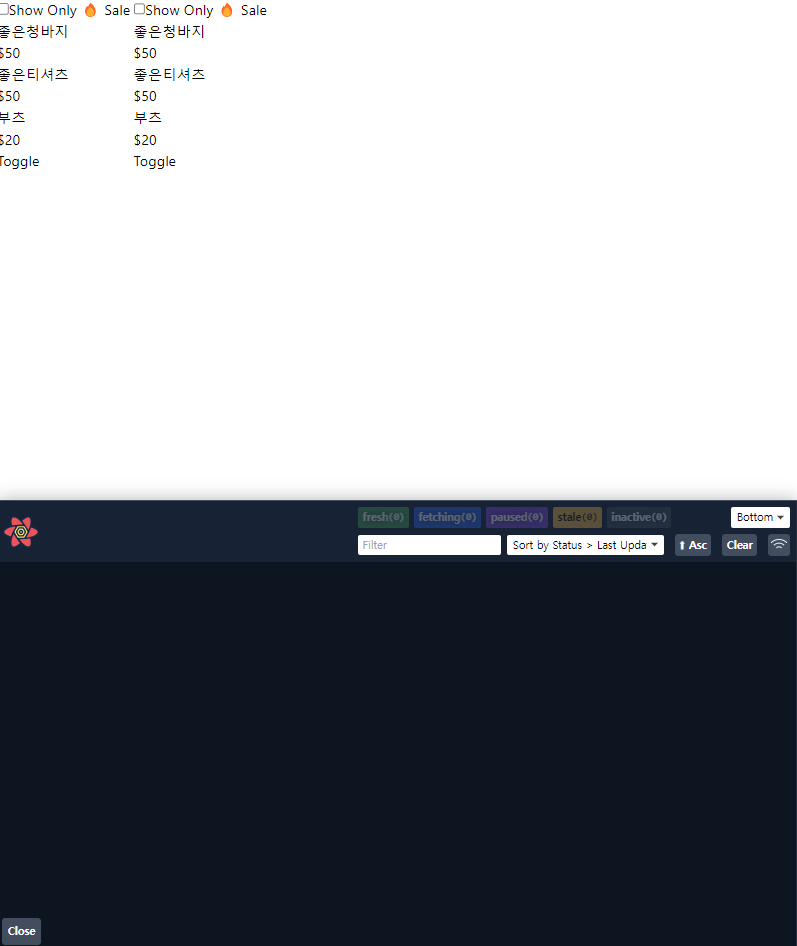 Show Only 🔥 Sale Show Only 🔥 Sale
좋은청바지 좋은청바지
$50 $50
좋은티셔츠 좋은티셔츠
$50 $50
부츠 부츠
$20 $20
Toggle Toggle
fresh(0) fetching(0) paused(0) stale(0) inactive(0) Bottom
Filter Sort by Status > Last Upda ⬆ Asc Clear
Close